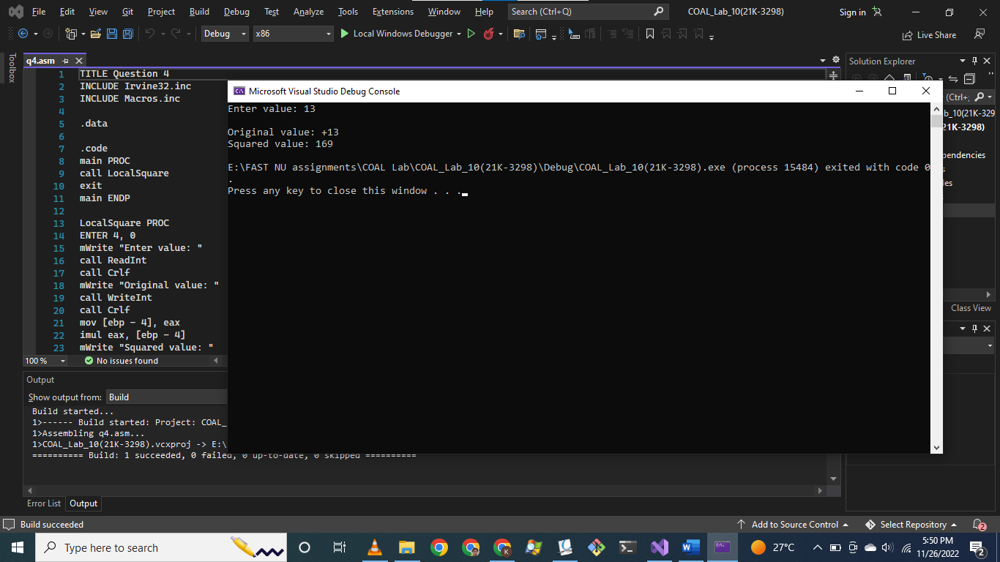 File Edit View Git Project Build Debug Test Analyze Tools Extensions Window Help Search (Ctrl+Q) COAL_Lab_10(21K-3298) Sign in
Debug x86 Local Windows Debugger Live Share
Toolbox
q4.asm
Solution Explorer
1 TITLE Question 4
2 INCLUDE Irvine32.inc
3 INCLUDE Macros.inc
4
5 .data
6
7 .code
8 main PROC
9 call LocalSquare
10 exit
11 main ENDP
12
13 LocalSquare PROC
14 ENTER 4, 0
15 mWrite "Enter value: "
16 call ReadInt
17 call Crlf
18 mWrite "Original value: "
19 call WriteInt
20 call Crlf
21 mov [ebp - 4], eax
22 imul eax, [ebp - 4]
23 mWrite "Squared value: "
100 % No issues found
Microsoft Visual Studio Debug Console
Enter value: 13
Original value: +13
Squared value: 169
E:\FAST NU assignments\COAL Lab\COAL_Lab_10(21K-3298)\Debug\COAL_Lab_10(21K-3298).exe (process 15484) exited with code 0
.
Press any key to close this window . . .
(Ctrl+;
b_10(21K-329
21K-3298)
pendencies
Class View
Output
Show output from: Build
Build started...
1>------ Build started: Project: COAL_
1>Assembling q4.asm...
1>COAL_Lab_10(21K-3298).vcxproj -> E:\
========== Build: 1 succeeded, 0 failed, 0 up-to-date, 0 skipped ==========
Error List Output
Build succeeded Add to Source Control Select Repository 2
Type here to search 27°C 5:50 PM
11/26/2022 2